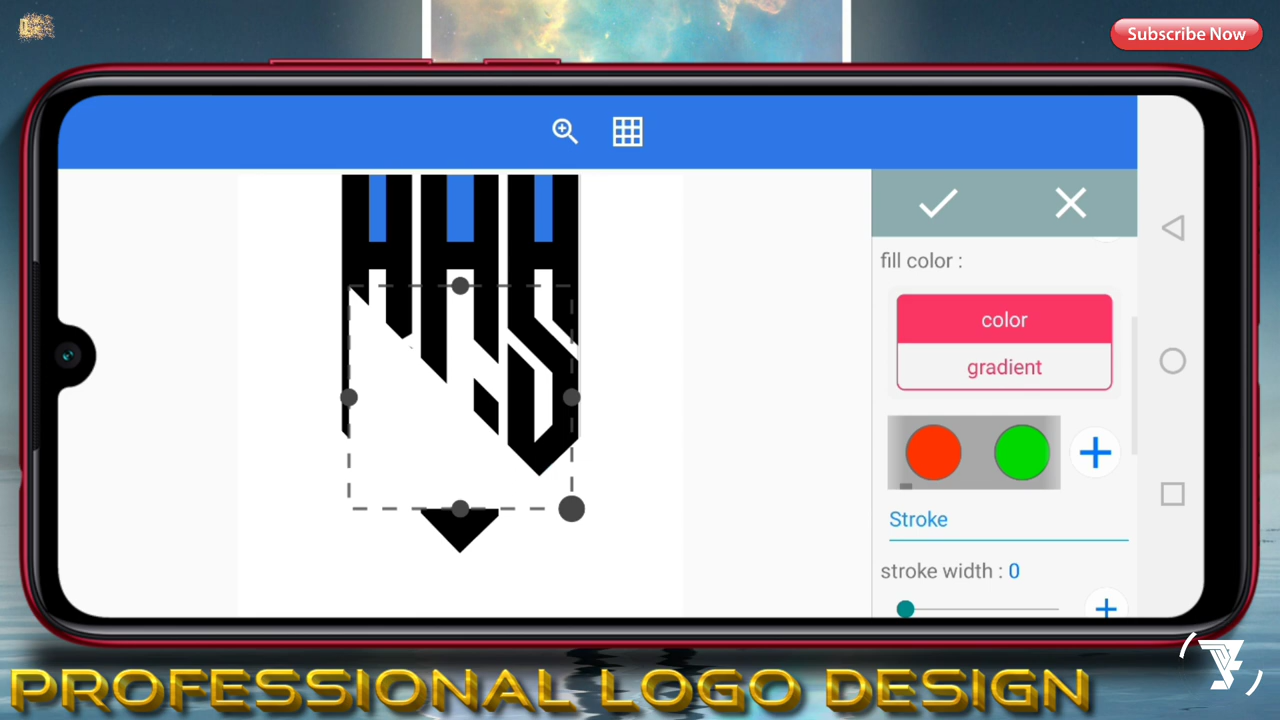 Subscribe Now
fill color :
color
gradient
Stroke
stroke width : 0
PROFESSIONAL LOGO DESIGN